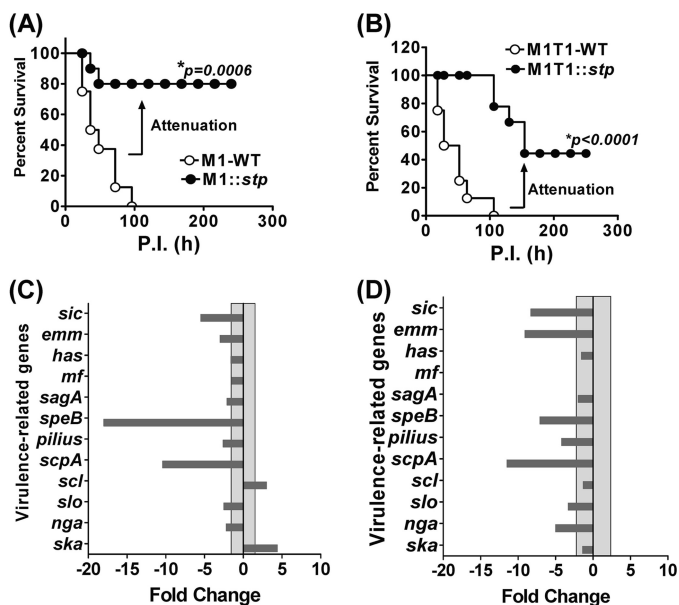 (A)
100
80
60
40
20
0
Percent Survival
*p=0.0006
Attenuation
M1-WT
M1::stp
0 100 200 300
P.I. (h)
(B)
120
100
80
60
40
20
0
Percent Survival
M1T1-WT
M1T1::stp
*p<0.0001
Attenuation
0 100 200 300
P.I. (h)
(C)
Virulence-related genes
sic
emm
has
mf
sagA
speB
pilius
scpA
scl
slo
nga
ska
-20 -15 -10 -5 0 5 10
Fold Change
(D)
Virulence-related genes
sic
emm
has
mf
sagA
speB
pilius
scpA
scl
slo
nga
ska
-20 -15 -10 -5 0 5 10
Fold Change